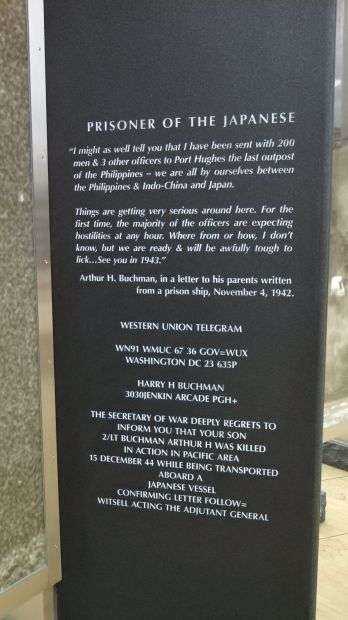 PRISONER OF THE JAPANESE
"I might as well tell you that I have been sent with 200
men & 3 other officers to Port Hughes the last outpost
of the Philippines – we are all by ourselves between
the Philippines & Indo-China and Japan.
Things are getting very serious around here. For the
first time, the majority of the officers are expecting
hostilities at any hour. Where from or how, I don't
know, but we are ready & will be awfully tough to
lick...See you in 1943."
Arthur H. Buchman, in a letter to his parents written
from a prison ship, November 4, 1942.
WESTERN UNION TELEGRAM
WN91 WMUC 67 36 GOV=WUX
WASHINGTON DC 23 635P
HARRY H BUCHMAN
3030JENKIN ARCADE PGH+
THE SECRETARY OF WAR DEEPLY REGRETS TO
INFORM YOU THAT YOUR SON
2/LT BUCHMAN ARTHUR H WAS KILLED
IN ACTION IN PACIFIC AREA
15 DECEMBER 44 WHILE BEING TRANSPORTED
ABOARD A
JAPANESE VESSEL
CONFIRMING LETTER FOLLOW=
WITSELL ACTING THE ADJUTANT GENERAL